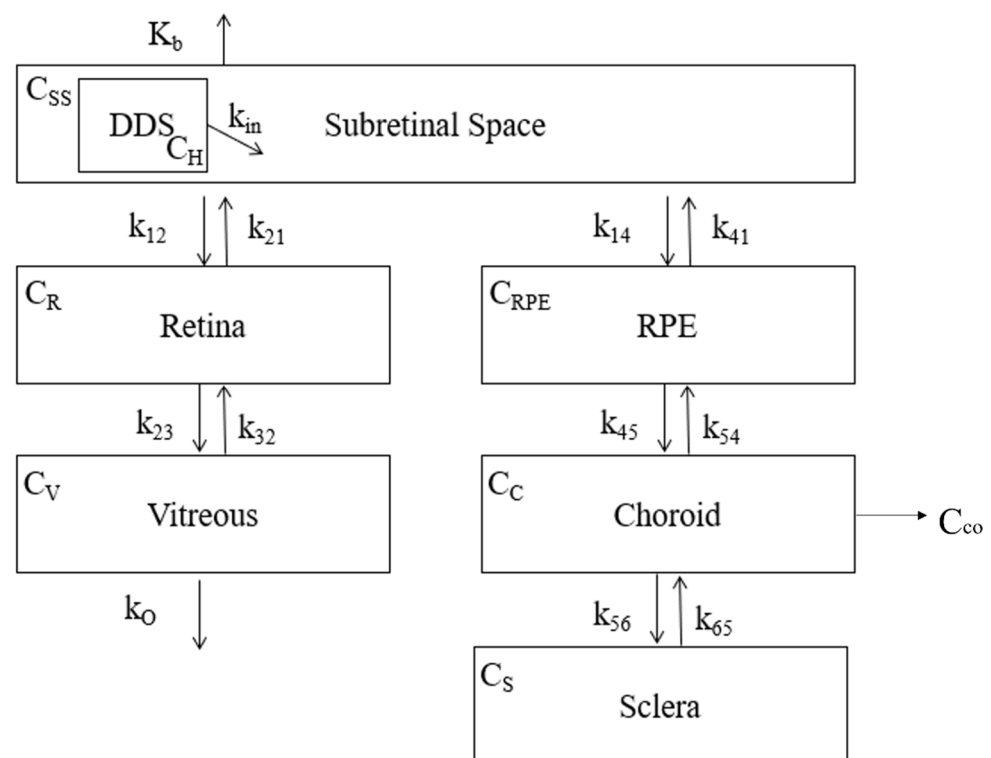 K_b
C_SS
DDS
C_H
k_in
Subretinal Space
k_12
k_21
k_14
k_41
C_R
Retina
C_RPE
RPE
k_23
k_32
k_45
k_54
C_V
Vitreous
C_C
Choroid
C_co
k_O
k_56
k_65
C_S
Sclera